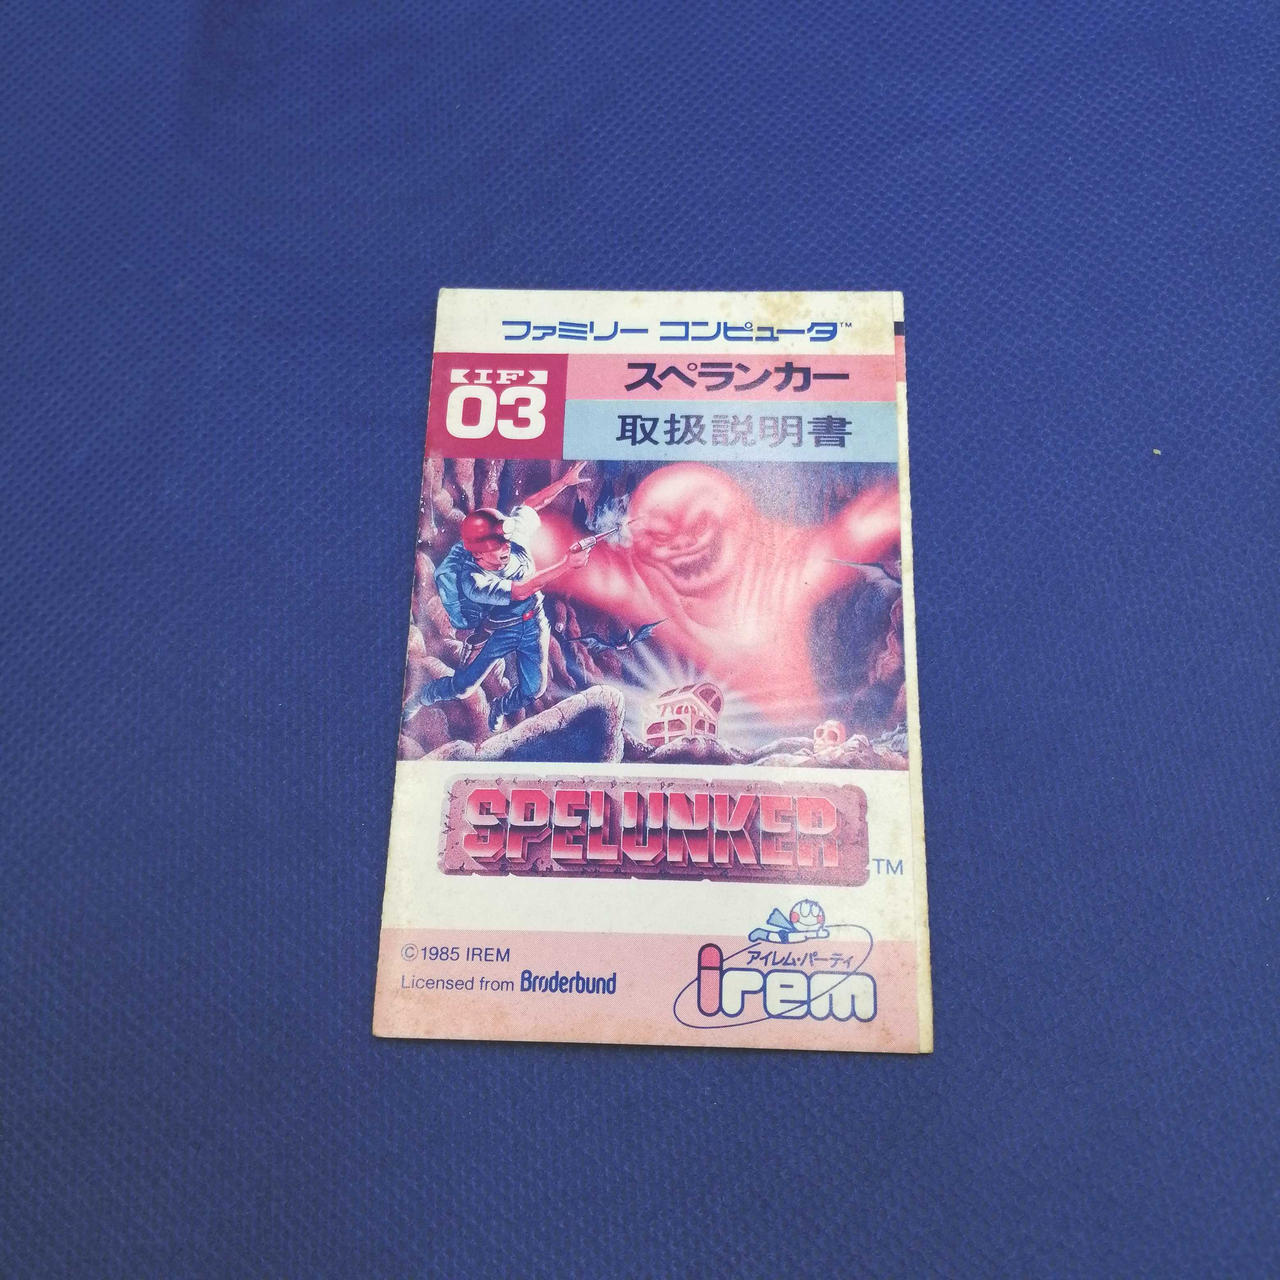 ファミリー コンピュータ™
IF
03
スペランカー
取扱説明書
SPELUNKER
TM
©1985 IREM
Licensed from Brøderbund
アイレム・パーティ
irem